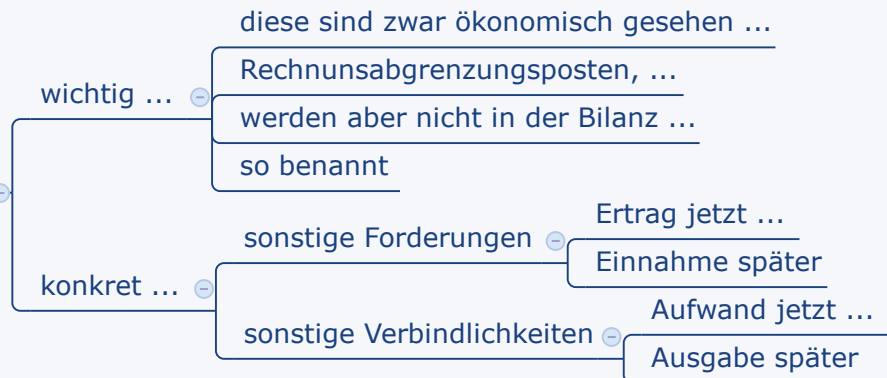 diese sind zwar ökonomisch gesehen ...
Rechnunsabgrenzungsposten, ...
wichtig ...
werden aber nicht in der Bilanz ...
so benannt
Ertrag jetzt ...
sonstige Forderungen
Einnahme später
konkret ...
Aufwand jetzt ...
sonstige Verbindlichkeiten
Ausgabe später